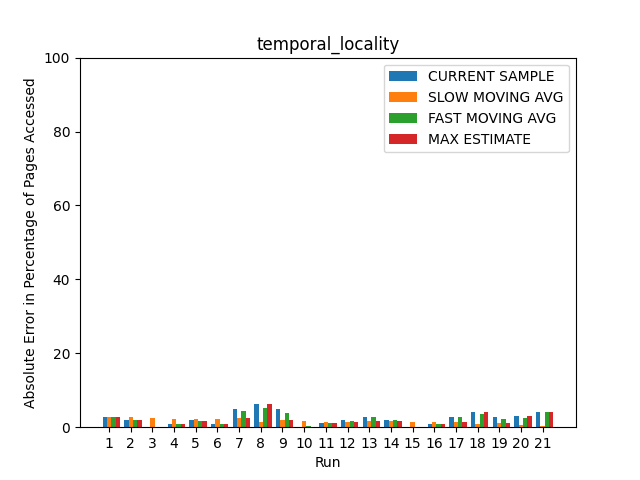 temporal_locality
Absolute Error in Percentage of Pages Accessed
100
80
60
40
20
0
CURRENT SAMPLE
SLOW MOVING AVG
FAST MOVING AVG
MAX ESTIMATE
1 2 3 4 5 6 7 8 9 10 11 12 13 14 15 16 17 18 19 20 21
Run